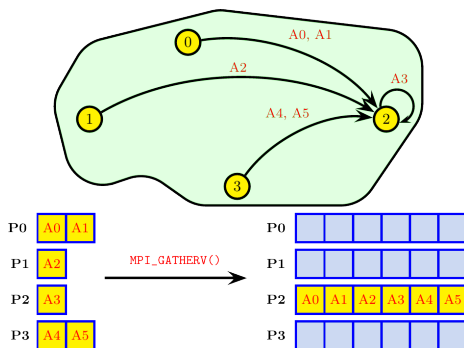 0
A0, A1
A2
A3
1
A4, A5
2
3
P0 A0 A1 P0
MPI_GATHERV()
P1 A2 P1
P2 A3 P2 A0 A1 A2 A3 A4 A5
P3 A4 A5 P3